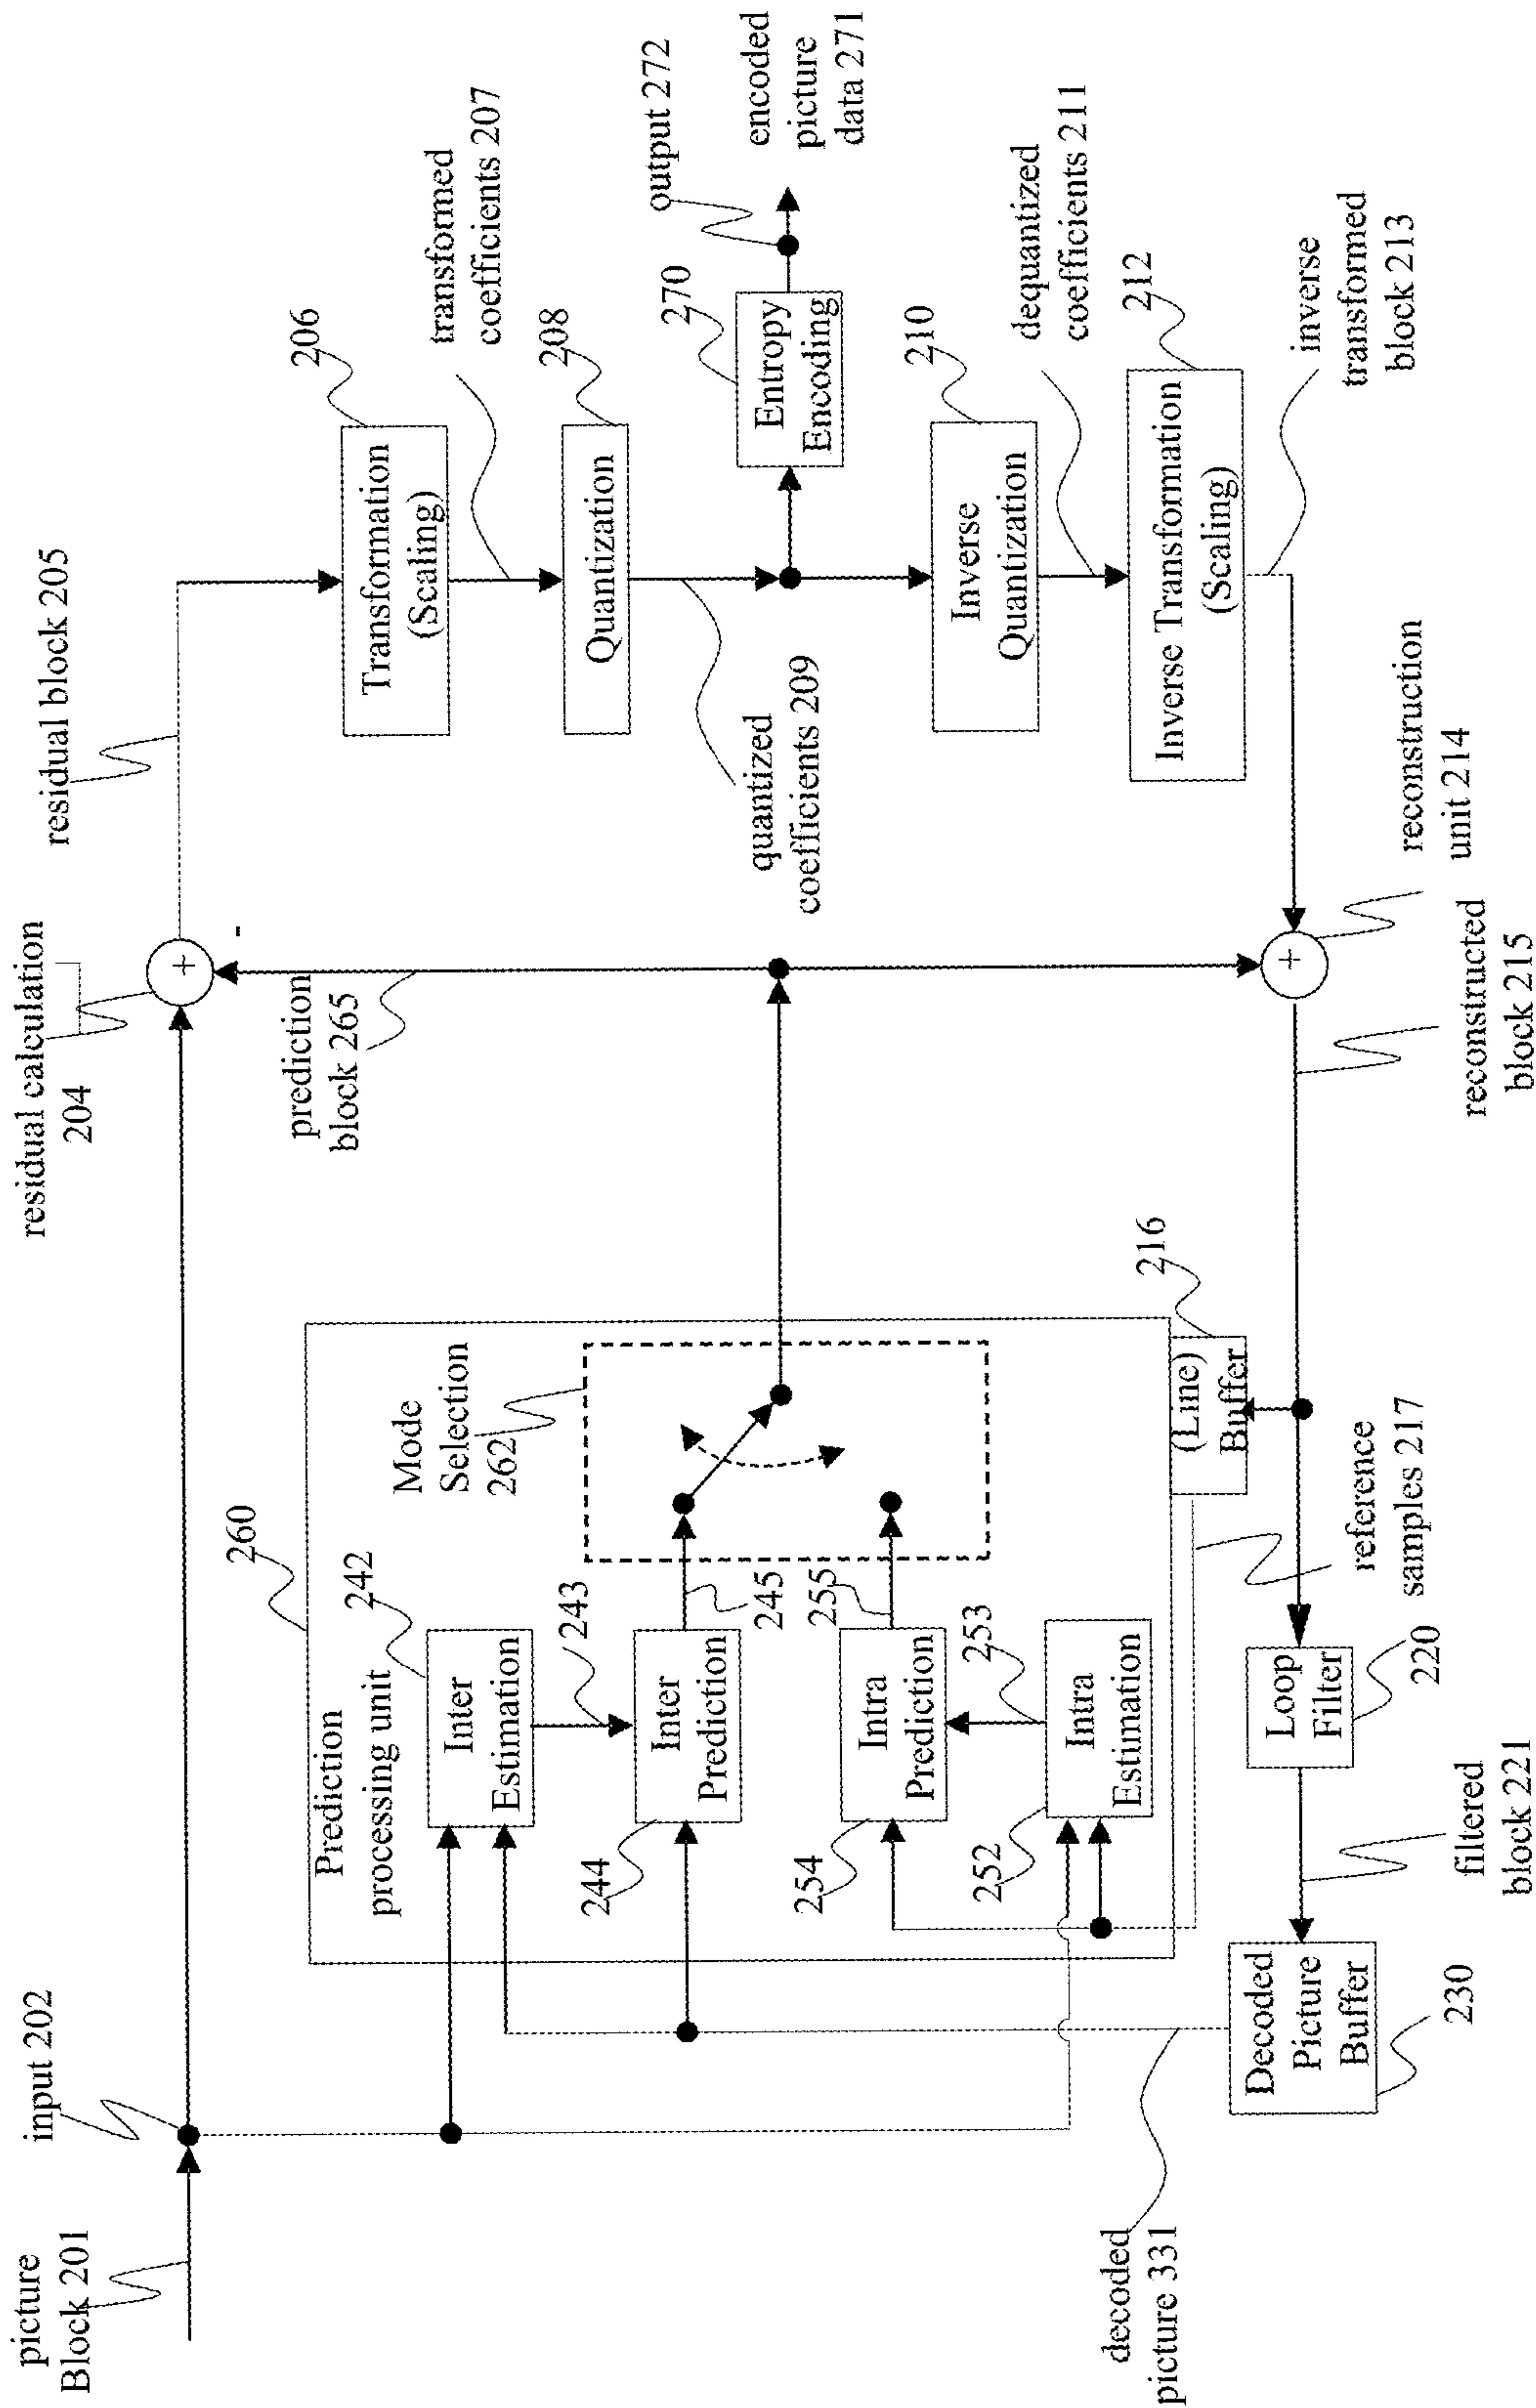 picture
Block 201
input 202
residual calculation
204
residual block 205
+
-
prediction
block 265
206
Transformation
(Scaling)
transformed
coefficients 207
208
Quantization
quantized
coefficients 209
270
Entropy
Encoding
output 272
encoded
picture
data 271
210
Inverse
Quantization
dequantized
coefficients 211
212
Inverse Transformation
(Scaling)
inverse
transformed
block 213
+
reconstruction
unit 214
reconstructed
block 215
260
Prediction
processing unit
242
Inter
Estimation
243
244
Inter
Prediction
245
Mode
Selection
262
254
Intra
Prediction
255
253
252
Intra
Estimation
216
(Line)
Buffer
reference
samples 217
Loop
Filter
220
filtered
block 221
Decoded
Picture
Buffer
230
decoded
picture 331